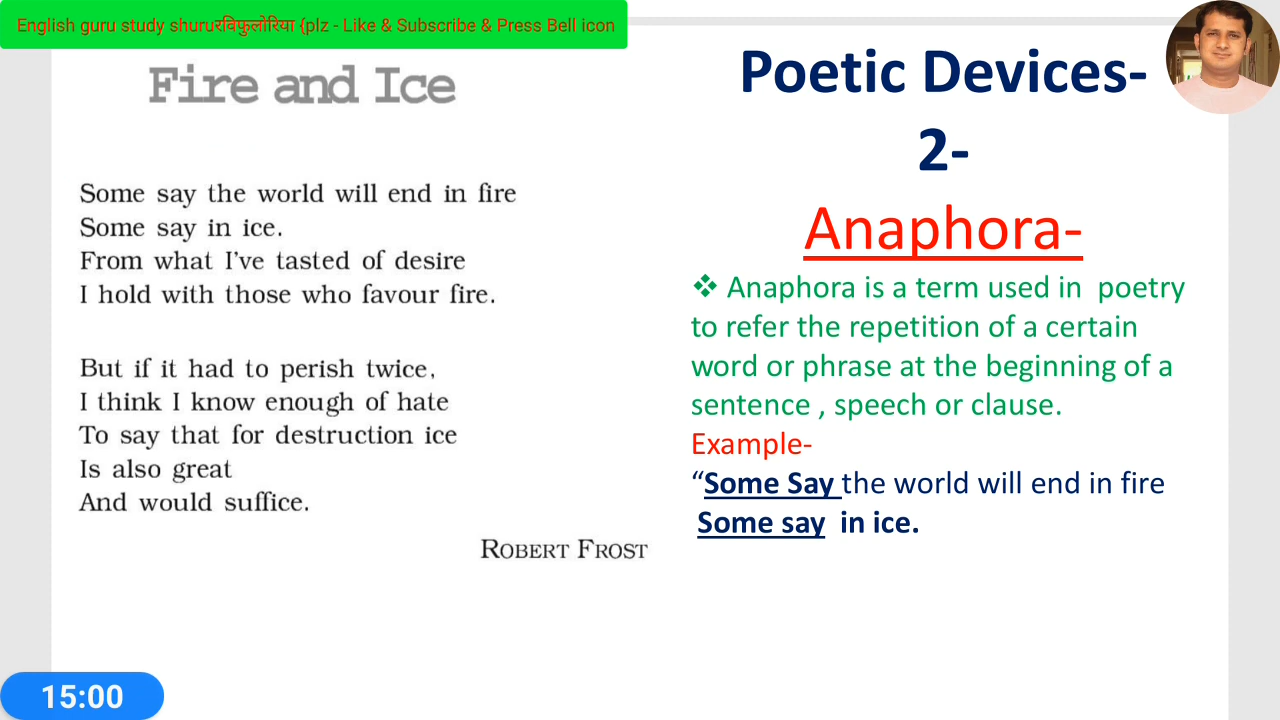 English guru study shuruरविफुलोरिया {plz - Like & Subscribe & Press Bell icon
Fire and Ice
Some say the world will end in fire
Some say in ice.
From what I've tasted of desire
I hold with those who favour fire.
But if it had to perish twice,
I think I know enough of hate
To say that for destruction ice
Is also great
And would suffice.
ROBERT FROST
Poetic Devices-
2-
Anaphora-
❖ Anaphora is a term used in poetry
to refer the repetition of a certain
word or phrase at the beginning of a
sentence , speech or clause.
Example-
“Some Say the world will end in fire
Some say in ice.
15:00